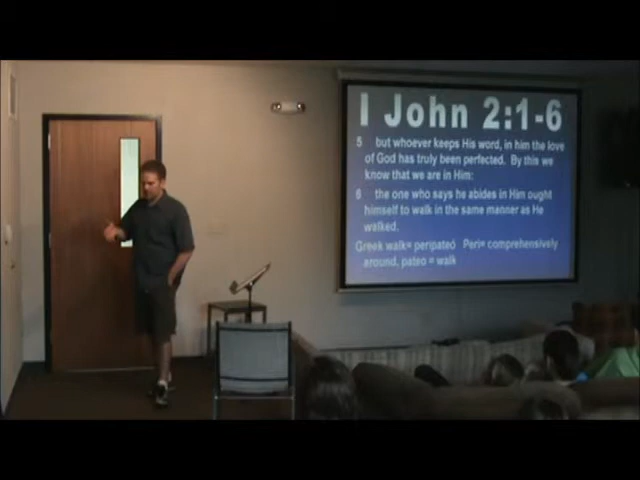 I John 2:1-6
5 but whoever keeps His word, in him the love
of God has truly been perfected. By this we
know that we are in Him:
6 the one who says he abides in Him ought
himself to walk in the same manner as He
walked.
Greek walk= peripateō Peri= comprehensively
around, pateo = walk